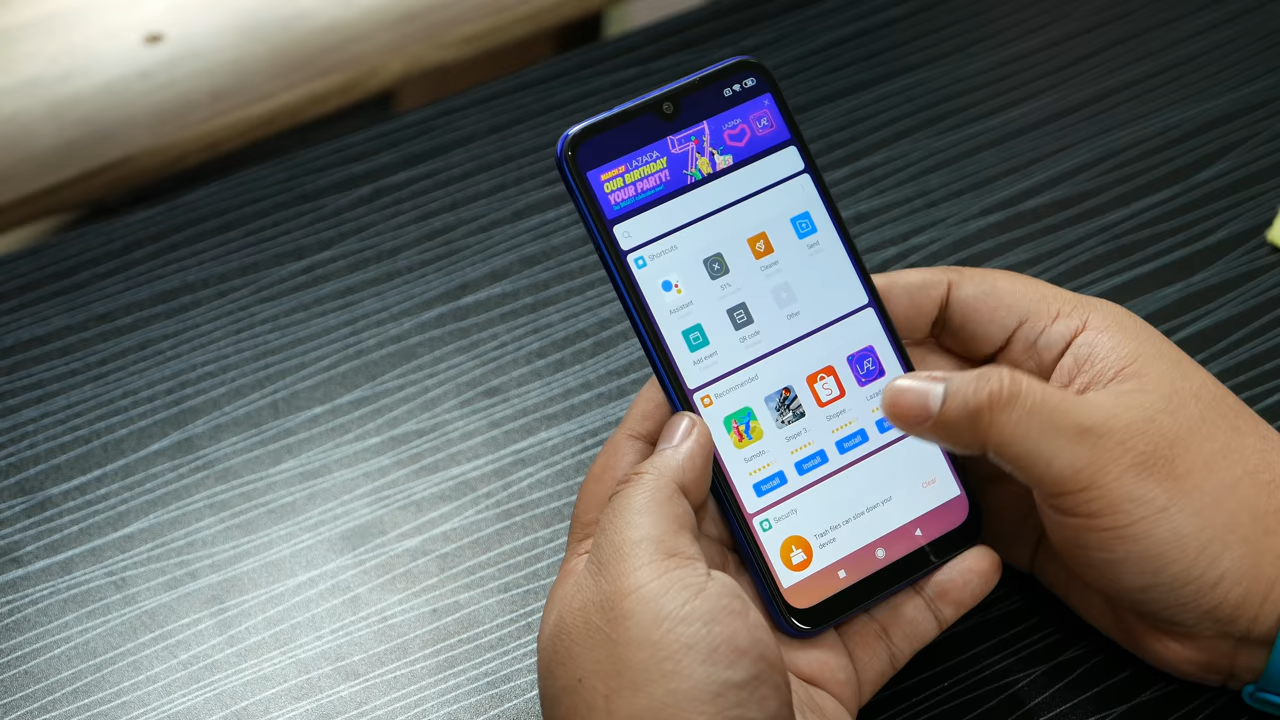 MARCH 27 LAZADA
OUR BIRTHDAY
YOUR PARTY!
LAZADA
LAZ
Shortcuts
Assistant
51%
Cleaner
Send
Add event
QR code
Other
Recommended
Sumoto...
Sniper 3...
Shopee...
LAZ
Install
Install
Install
Security
Trash files can slow down your
device
Clear